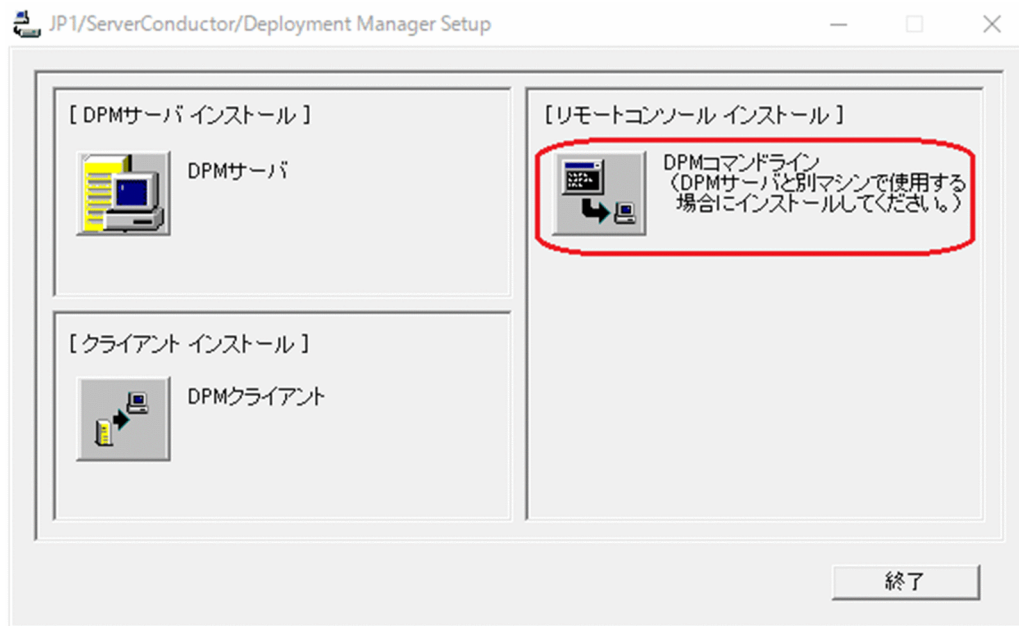 JP1/ServerConductor/Deployment Manager Setup
[ DPMサーバ インストール ]
DPMサーバ
[ クライアント インストール ]
DPMクライアント
[ リモートコンソール インストール ]
DPMコマンドライン
（DPMサーバと別マシンで使用する
場合にインストールしてください。）
終了